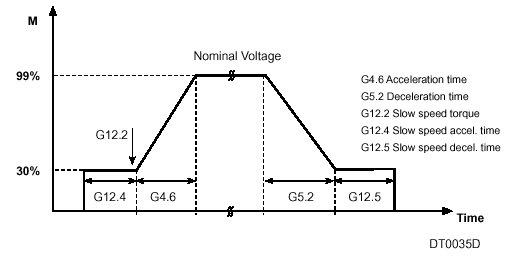 M
Nominal Voltage
99%
G4.6 Acceleration time
G5.2 Deceleration time
G12.2 Slow speed torque
G12.4 Slow speed accel. time
G12.5 Slow speed decel. time
G12.2
30%
G12.4 G4.6 G5.2 G12.5
Time
DT0035D